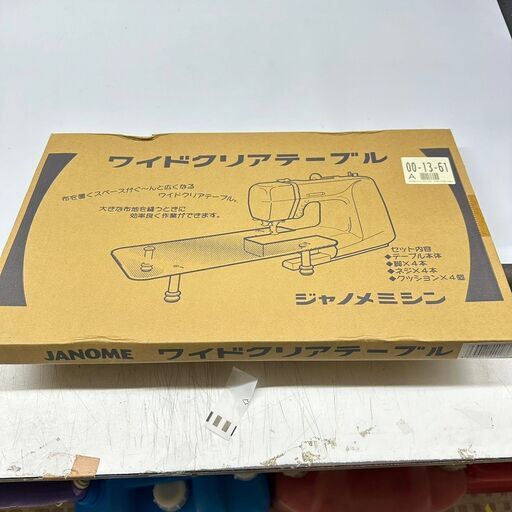 ワイドクリアテーブル
00-13-61
A
布を置くスペースがぐ〜んと広くなる
ワイドクリアテーブル。
大きな布地を縫うときに
効率良く作業ができます。
セット内容
◆テーブル本体
◆脚×4本
◆ネジ×4本
◆クッション×4個
ジャノメミシン
JANOME ワイドクリアテーブル